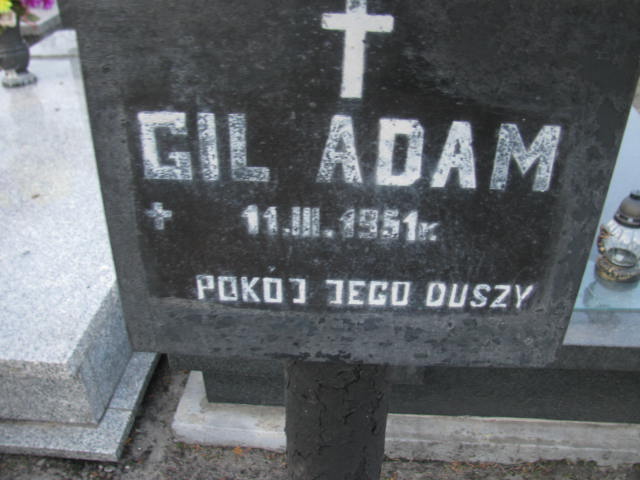 GIL ADAM
✝ 11.III.1951r.
POKÓJ JEGO DUSZY